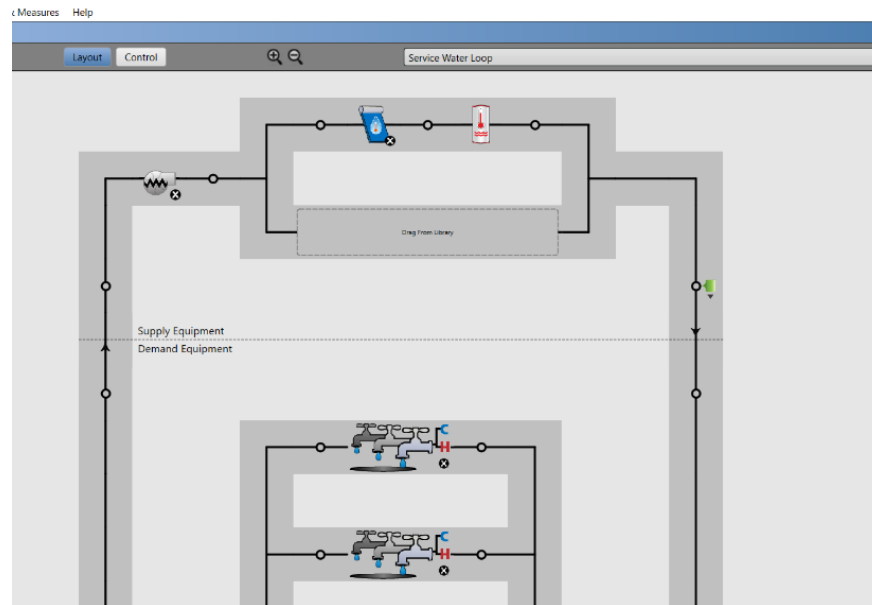 Measures Help
Layout Control Service Water Loop
Drag From Library
Supply Equipment
Demand Equipment
C
H
C
H